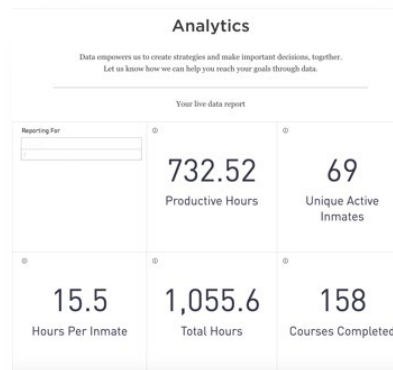 Analytics
Data empowers us to create strategies and make important decisions, together.
Let us know how we can help you reach your goals through data.
Your live data report
Reporting For
732.52
Productive Hours
69
Unique Active
Inmates
15.5
Hours Per Inmate
1,055.6
Total Hours
158
Courses Completed